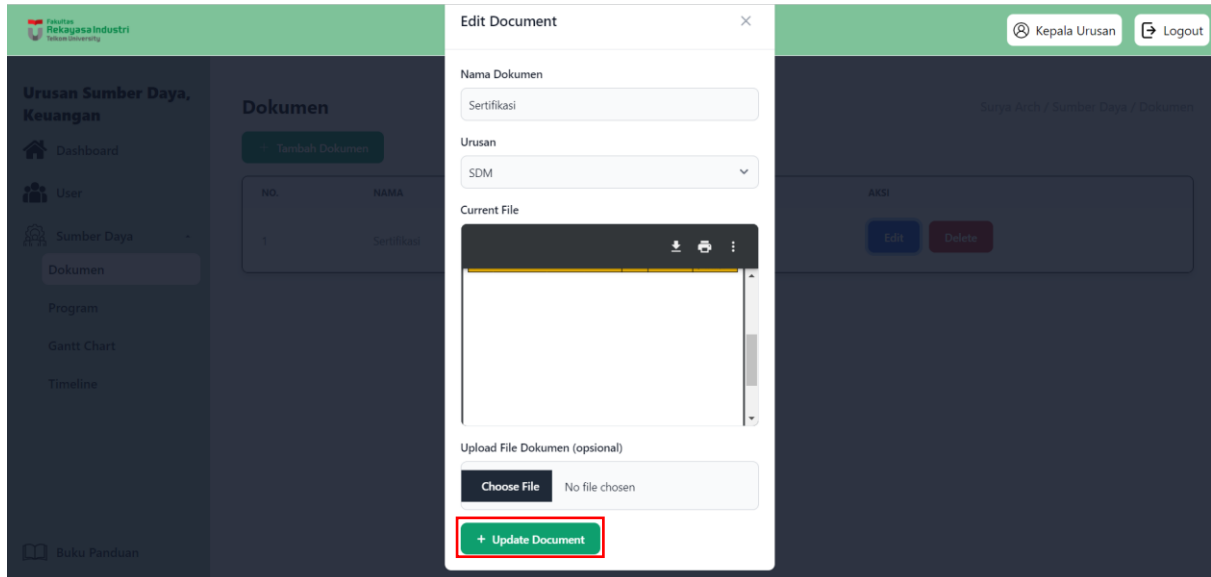 Fakultas
Rekayasa Industri
Telkom University
Edit Document
Kepala Urusan
Logout
Urusan Sumber Daya,
Keuangan
Dashboard
User
Sumber Daya
Dokumen
Program
Gantt Chart
Timeline
Buku Panduan
Dokumen
Surya Arch / Sumber Daya / Dokumen
+ Tambah Dokumen
NO. NAMA AKSI
1 Sertifikasi Edit Delete
Nama Dokumen
Sertifikasi
Urusan
SDM
Current File
Upload File Dokumen (opsional)
Choose File No file chosen
+ Update Document